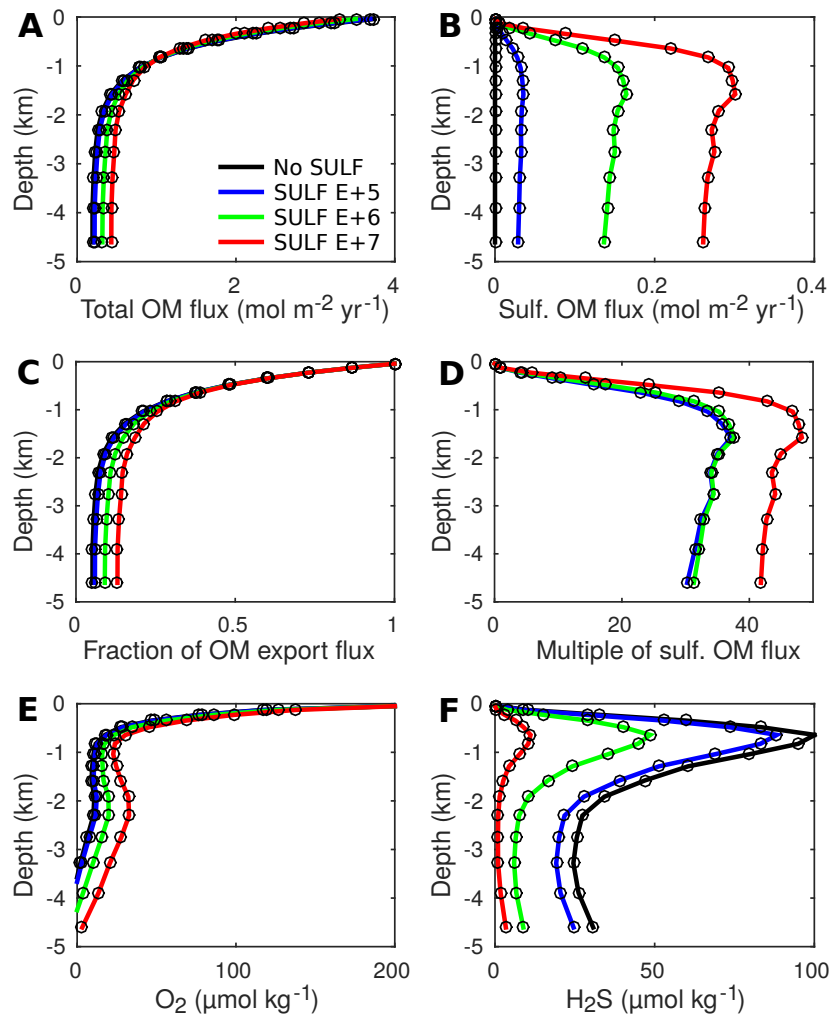 A
B
0
-1
-2
-3
-4
-5
Depth (km)
0 2 4
Total OM flux (mol m⁻² yr⁻¹)
No SULF
SULF E+5
SULF E+6
SULF E+7
0
-1
-2
-3
-4
-5
Depth (km)
0 0.2 0.4
Sulf. OM flux (mol m⁻² yr⁻¹)
C
D
0
-1
-2
-3
-4
-5
Depth (km)
0 0.5 1
Fraction of OM export flux
0
-1
-2
-3
-4
-5
Depth (km)
0 20 40
Multiple of sulf. OM flux
E
F
0
-1
-2
-3
-4
-5
Depth (km)
0 100 200
O₂ (μmol kg⁻¹)
0
-1
-2
-3
-4
-5
Depth (km)
0 50 100
H₂S (μmol kg⁻¹)